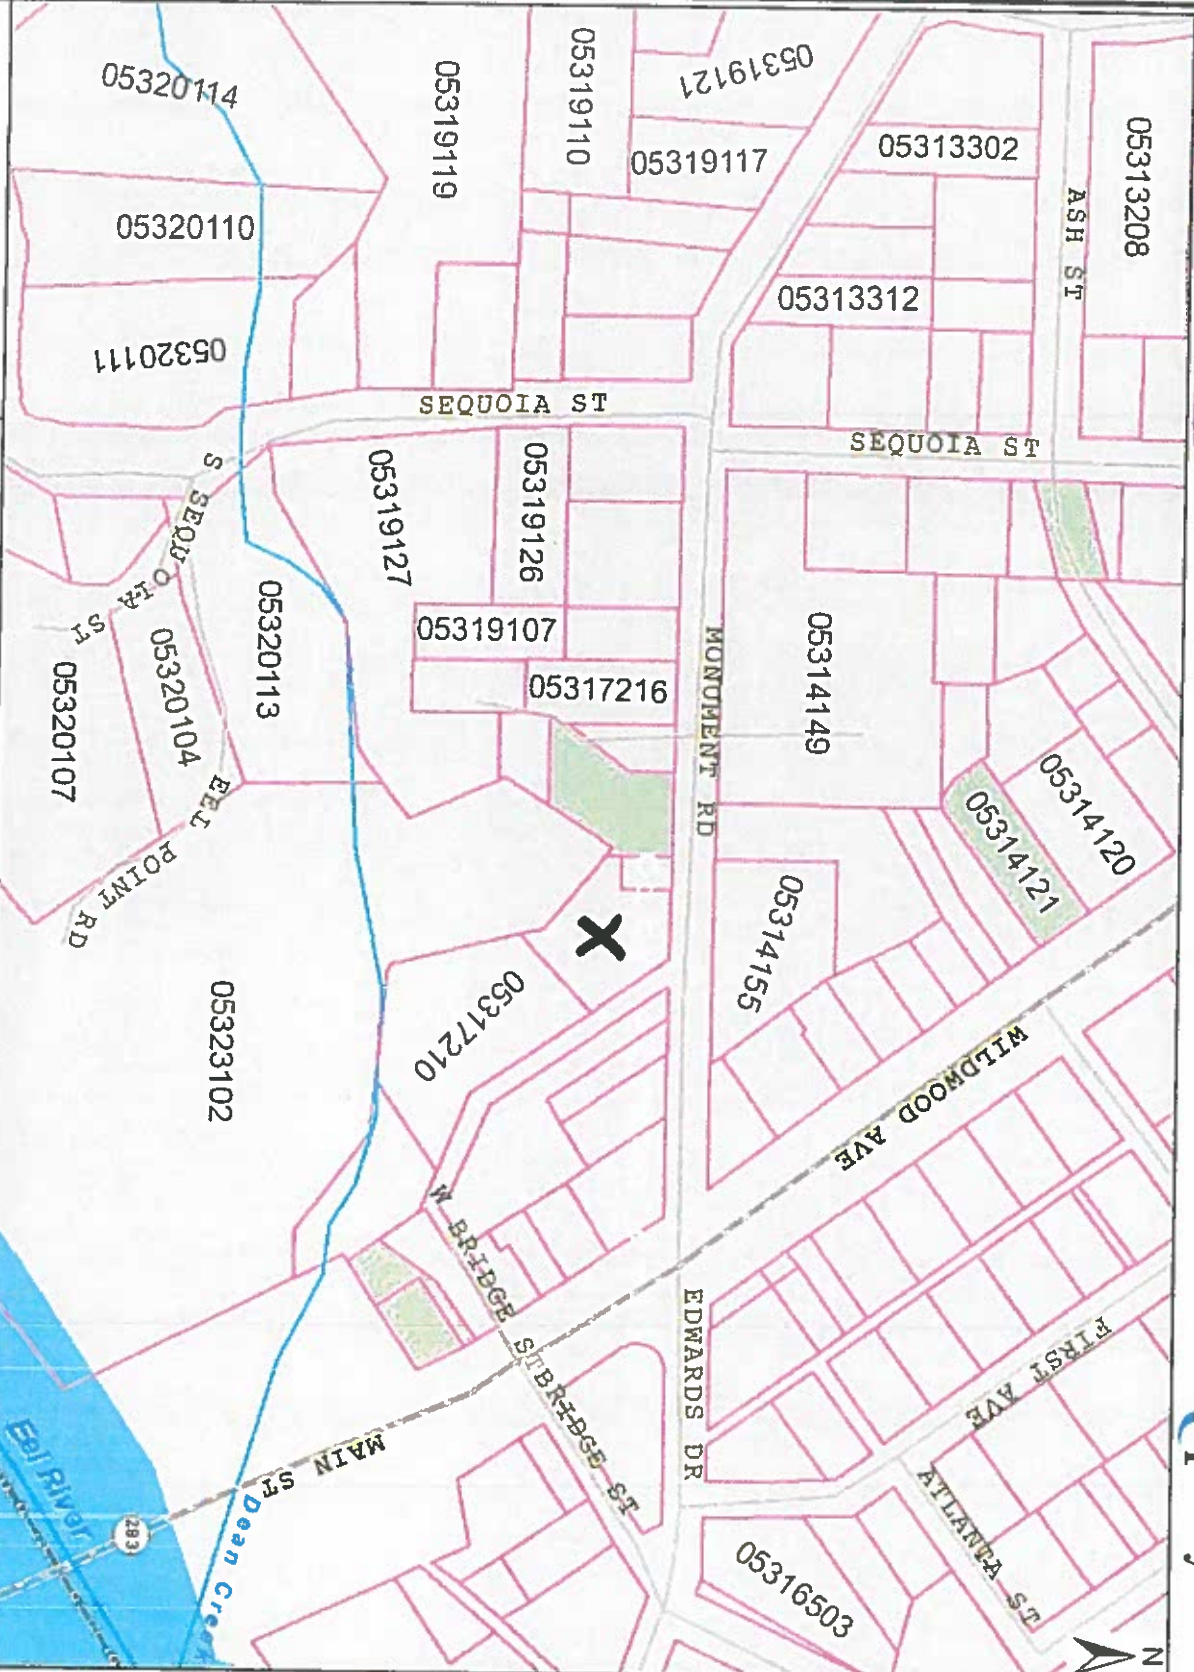 05320114
05319119
05319110
05319121
05319117
05313302
05313208
ASH ST
05320110
05320111
05313312
SEQUOIA ST
SEQUOIA ST
S SEQUOIA ST
05319127
05319126
05319107
05317216
MONUMENT RD
05314149
05314120
05314121
05320113
05320104
05320107
EEL POINT RD
X
05314155
05323102
05317210
WILDWOOD AVE
W BRIDGE ST
BRIDGE ST
EDWARDS DR
FIRST AVE
ATLANTA ST
MAIN ST
05316503
Eel River
283
Dean Creek
N